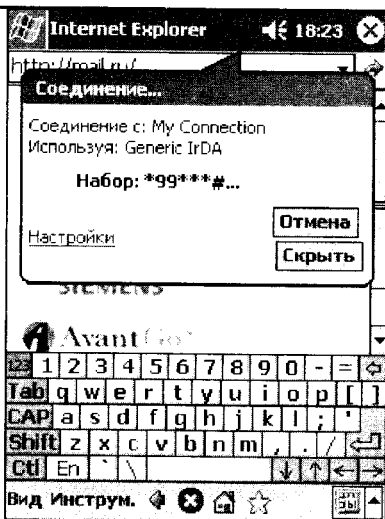 Internet Explorer 18:23
http://mail.ru/
Соединение...
Соединение с: My Connection
Используя: Generic IrDA
Набор: *99***#...
Настройки
Отмена
Скрыть
SIEMENS
AvantGo
123 1 2 3 4 5 6 7 8 9 0 - =
Tab q w e r t y u i o p [ ]
CAP a s d f g h j k l ; '
Shift z x c v b n m , . /
Ctl En ` \
Вид Инструм.